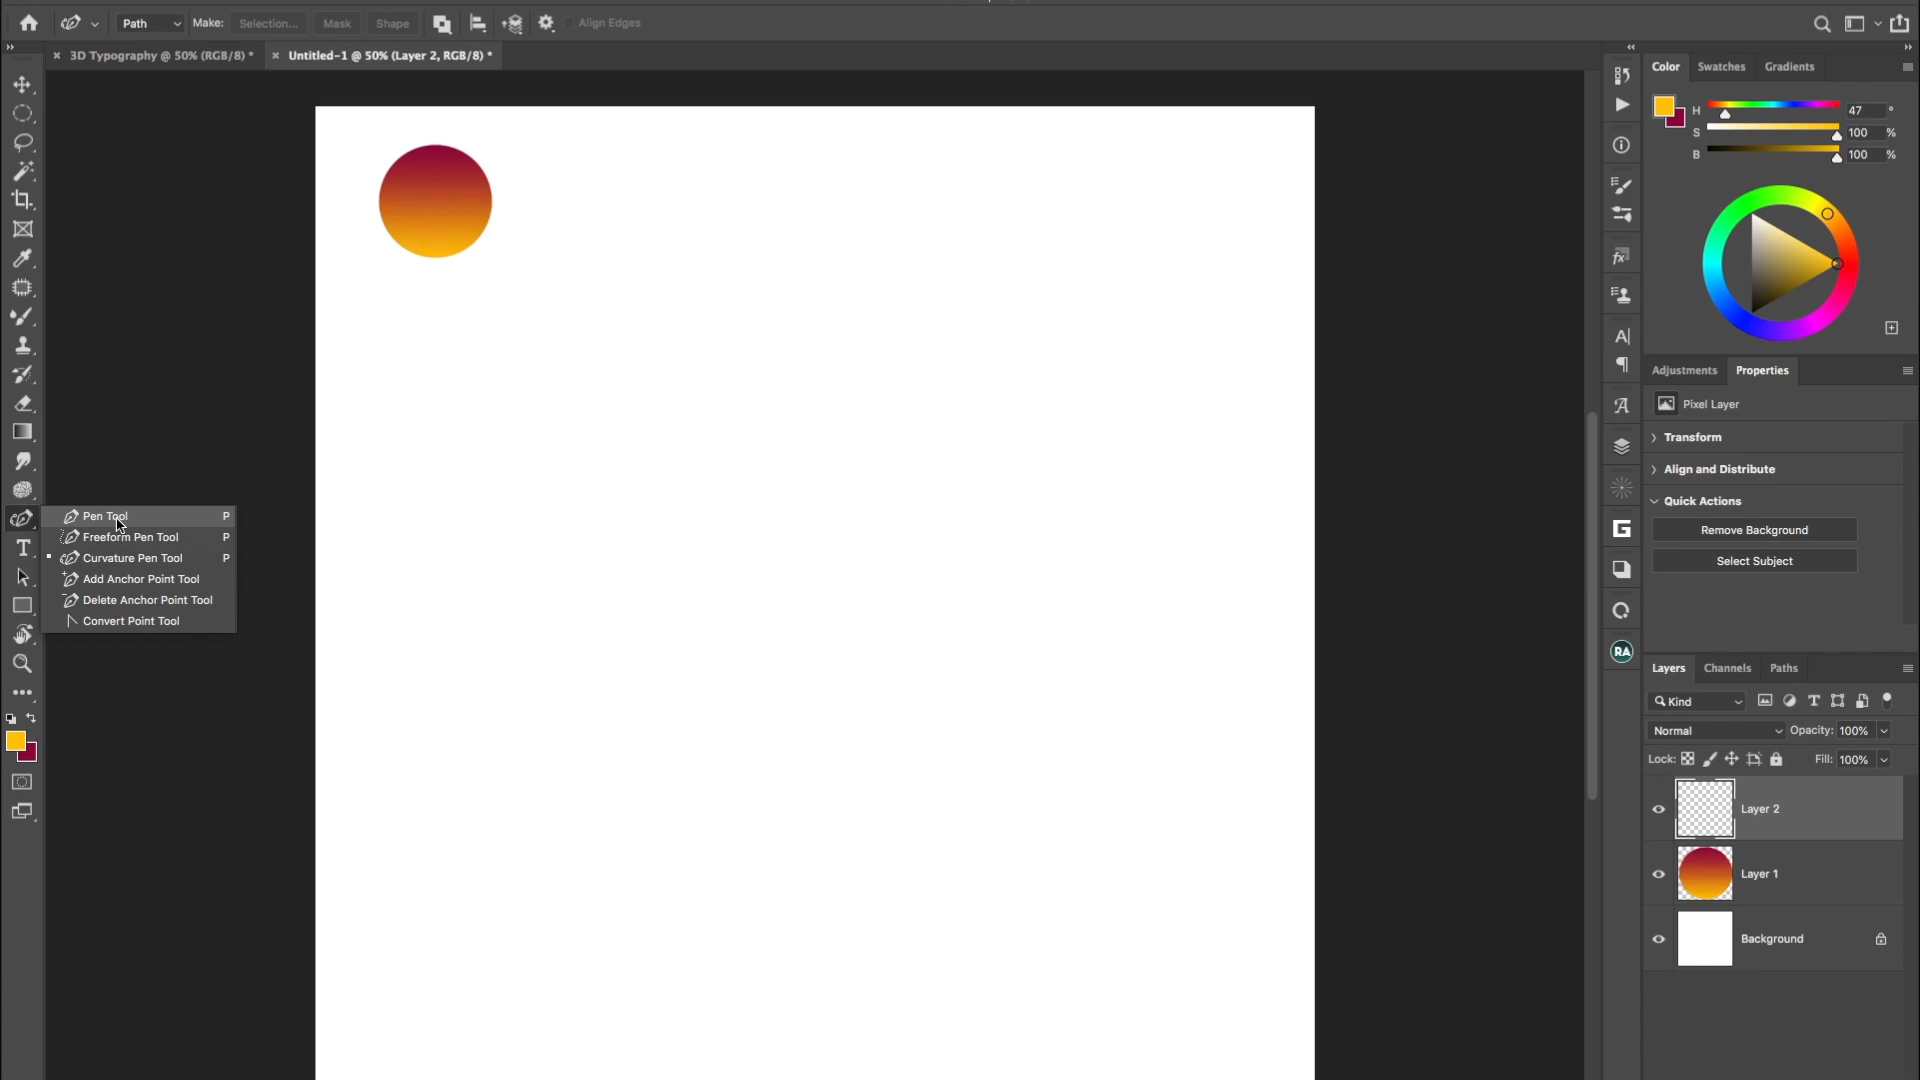 Path Make: Selection... Mask Shape Align Edges
3D Typography @ 50% (RGB/8) *
Untitled-1 @ 50% (Layer 2, RGB/8) *
Color Swatches Gradients
H 47 °
S 100 %
B 100 %
Pen Tool P
Freeform Pen Tool P
Curvature Pen Tool P
Add Anchor Point Tool
Delete Anchor Point Tool
Convert Point Tool
Adjustments Properties
Pixel Layer
Transform
Align and Distribute
Quick Actions
Remove Background
Select Subject
RA
Layers Channels Paths
Kind
Normal Opacity: 100%
Lock: Fill: 100%
Layer 2
Layer 1
Background